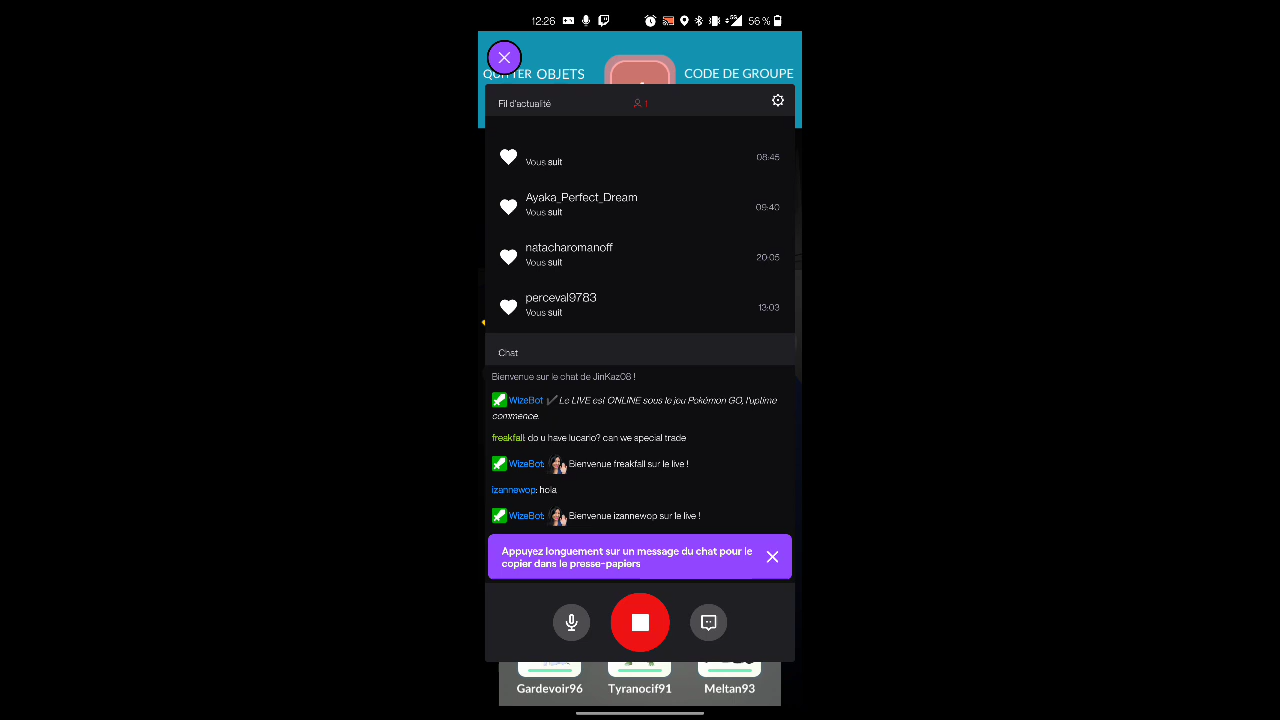 12:26
56 %
QUITTER OBJETS
CODE DE GROUPE
Fil d'actualité
1
Vous suit
08:45
Ayaka_Perfect_Dream
Vous suit
09:40
natacharomanoff
Vous suit
20:05
perceval9783
Vous suit
13:03
Chat
Bienvenue sur le chat de JinKaz08 !
WizeBot ✔ Le LIVE est ONLINE sous le jeu Pokémon GO, l'uptime
commence.
freakfall: do u have lucario? can we special trade
WizeBot: Bienvenue freakfall sur le live !
izannewop: hola
WizeBot: Bienvenue izannewop sur le live !
Appuyez longuement sur un message du chat pour le
copier dans le presse-papiers
Gardevoir96
Tyranocif91
Meltan93